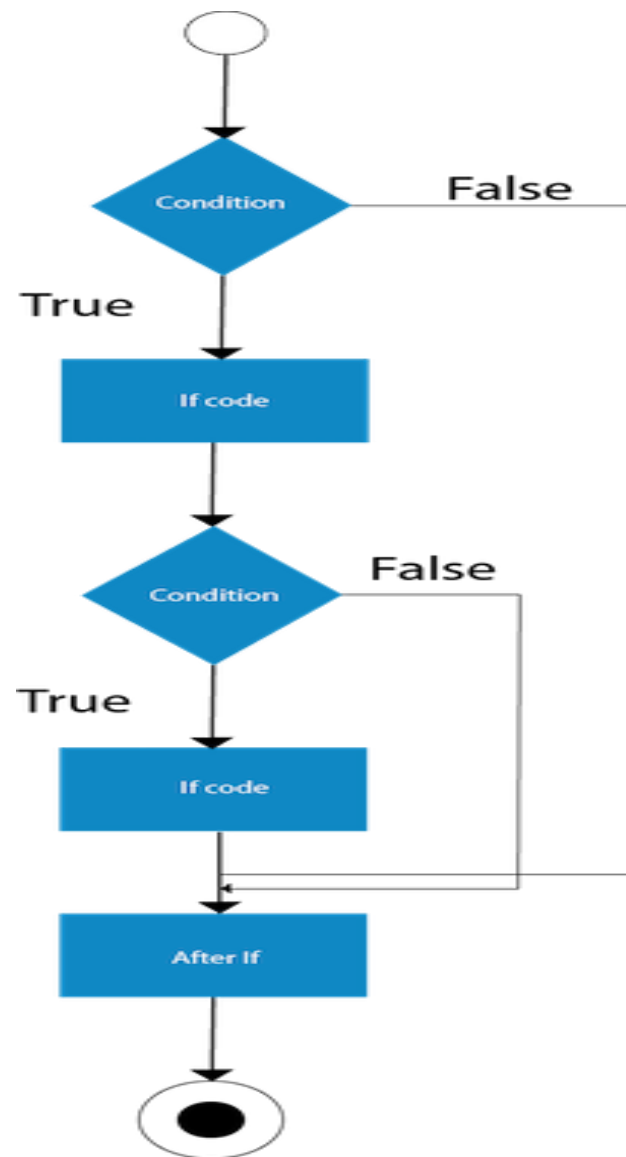 Condition
False
True
If code
False
Condition
True
If code
After If